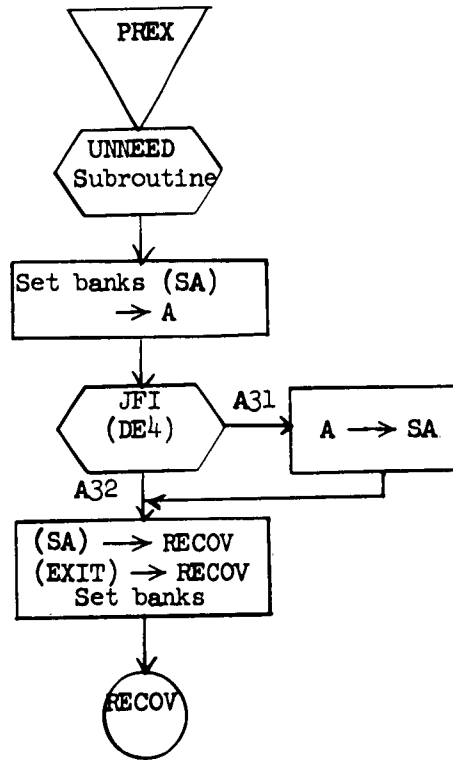 PREX
UNNEED
Subroutine
Set banks (SA)
→ A
JFI
(DE4)
A31
A → SA
A32
(SA) → RECOV
(EXIT) → RECOV
Set banks
RECOV